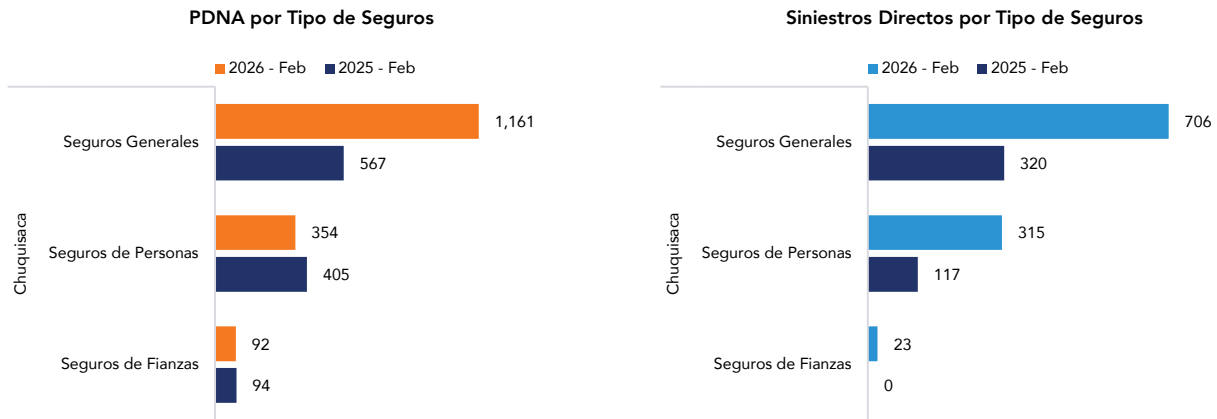 PDNA por Tipo de Seguros
2026 - Feb 2025 - Feb
Chuquisaca
Seguros Generales
1,161
567
Seguros de Personas
354
405
Seguros de Fianzas
92
94
Siniestros Directos por Tipo de Seguros
2026 - Feb 2025 - Feb
Chuquisaca
Seguros Generales
706
320
Seguros de Personas
315
117
Seguros de Fianzas
23
0